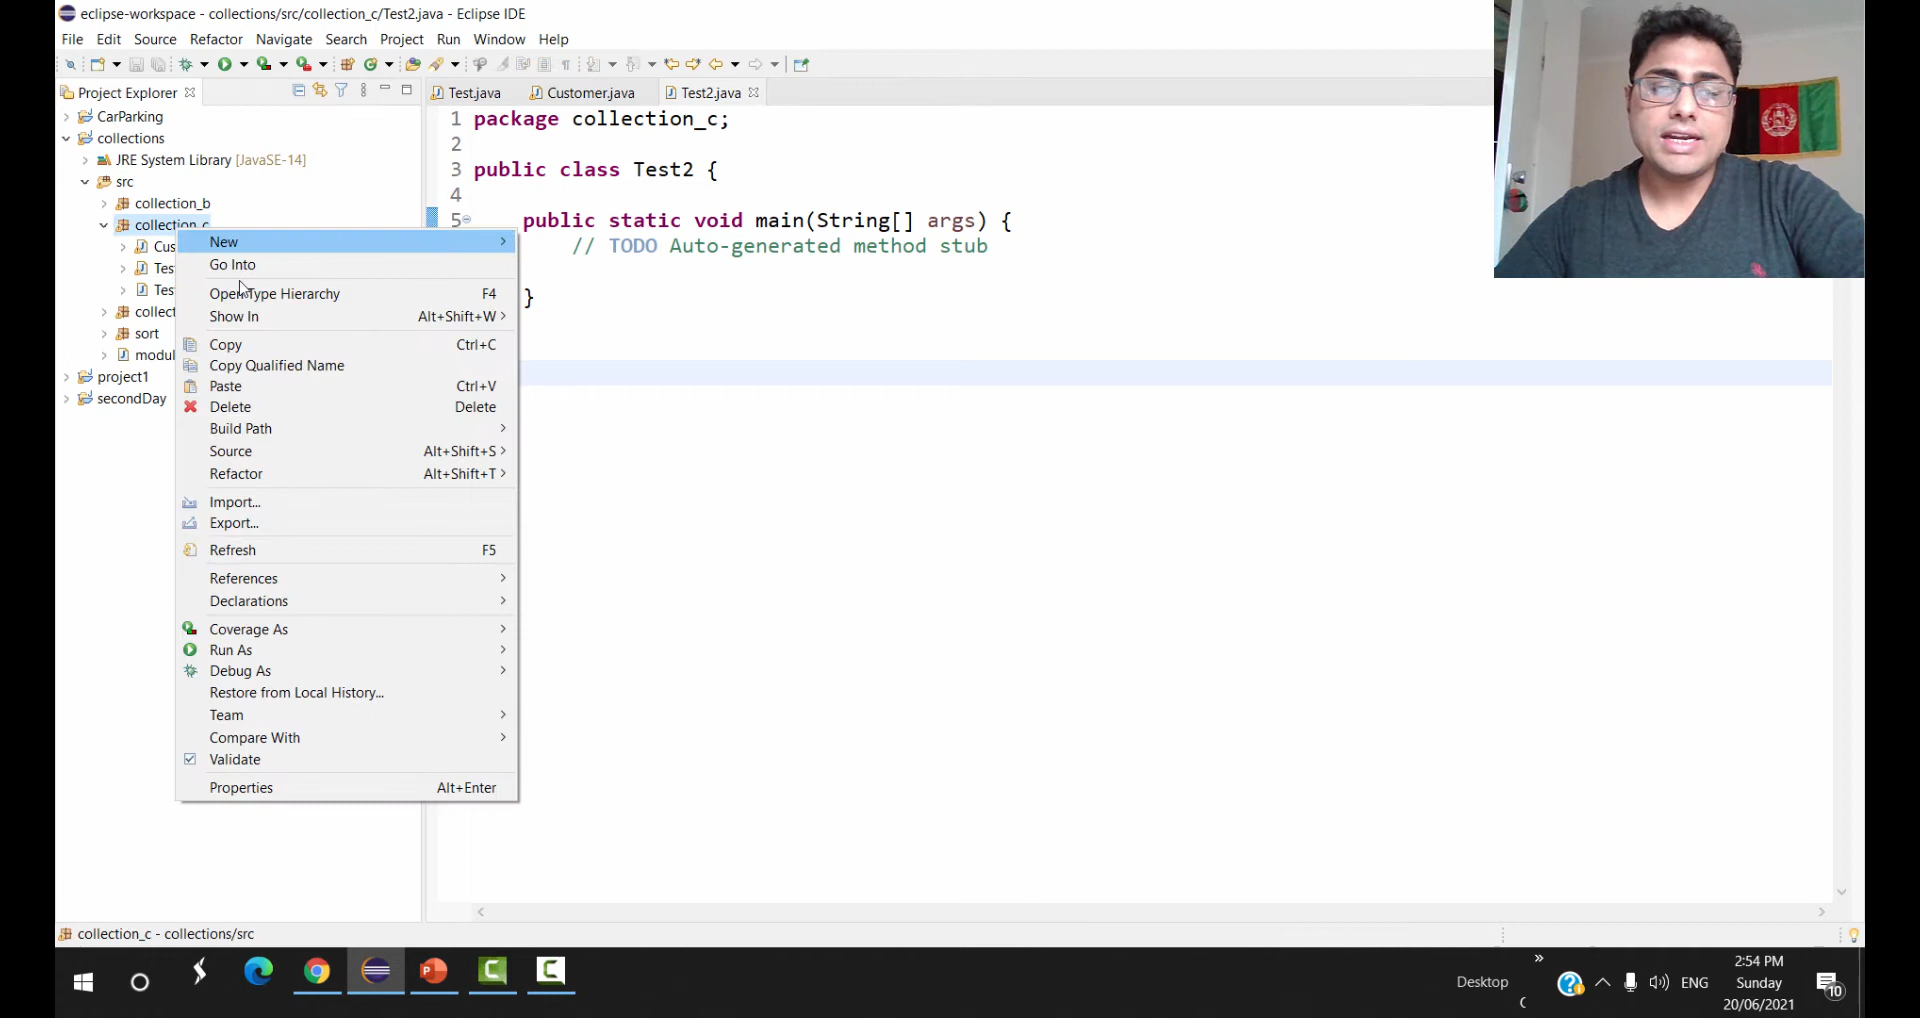 eclipse-workspace - collections/src/collection_c/Test2.java - Eclipse IDE
File Edit Source Refactor Navigate Search Project Run Window Help
Project Explorer
Test.java Customer.java Test2.java
CarParking
collections
JRE System Library [JavaSE-14]
src
collection_b
collection_c
Cus
Tes
Tes
collect
sort
modul
project1
secondDay
New
Go Into
Open Type Hierarchy F4
Show In Alt+Shift+W
Copy Ctrl+C
Copy Qualified Name
Paste Ctrl+V
Delete Delete
Build Path
Source Alt+Shift+S
Refactor Alt+Shift+T
Import...
Export...
Refresh F5
References
Declarations
Coverage As
Run As
Debug As
Restore from Local History...
Team
Compare With
Validate
Properties Alt+Enter
1 package collection_c;
2
3 public class Test2 {
4
5 public static void main(String[] args) {
// TODO Auto-generated method stub
}
collection_c - collections/src
Desktop
ENG
2:54 PM
Sunday
20/06/2021
10